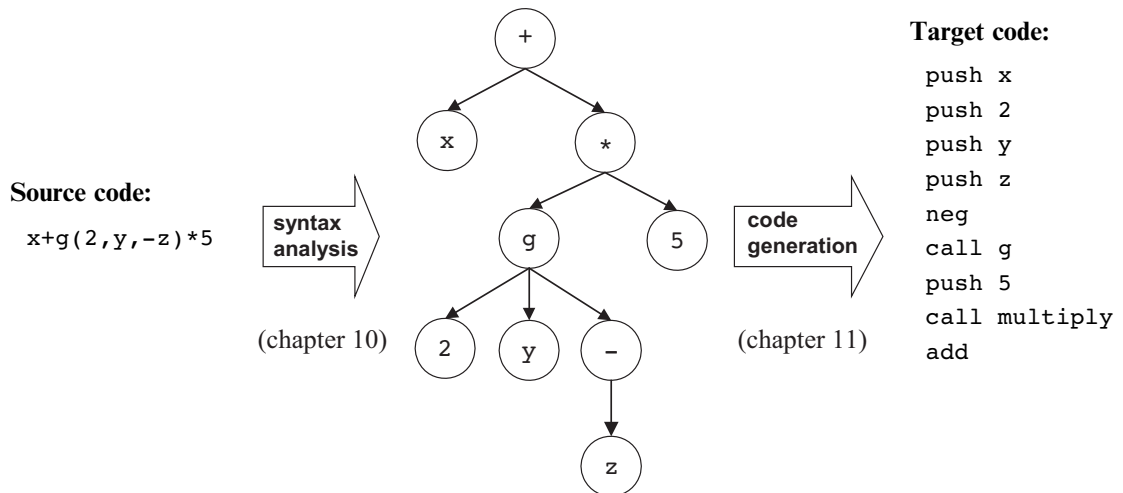 Source code:
x+g(2,y,-z)*5
syntax
analysis
(chapter 10)
+
x
*
g
5
2
y
-
z
code
generation
(chapter 11)
Target code:
push x
push 2
push y
push z
neg
call g
push 5
call multiply
add